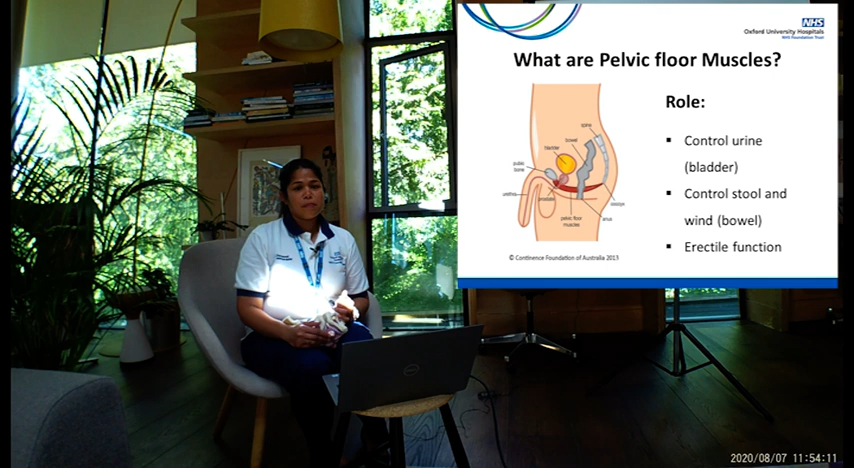 NHS
Oxford University Hospitals
NHS Foundation Trust
What are Pelvic floor Muscles?
Role:
▪ Control urine
(bladder)
▪ Control stool and
wind (bowel)
▪ Erectile function
spine
bowel
bladder
pubic
bone
urethra
prostate
pelvic floor
muscles
anus
coccyx
© Continence Foundation of Australia 2013
DELL
2020/08/07 11:54:11